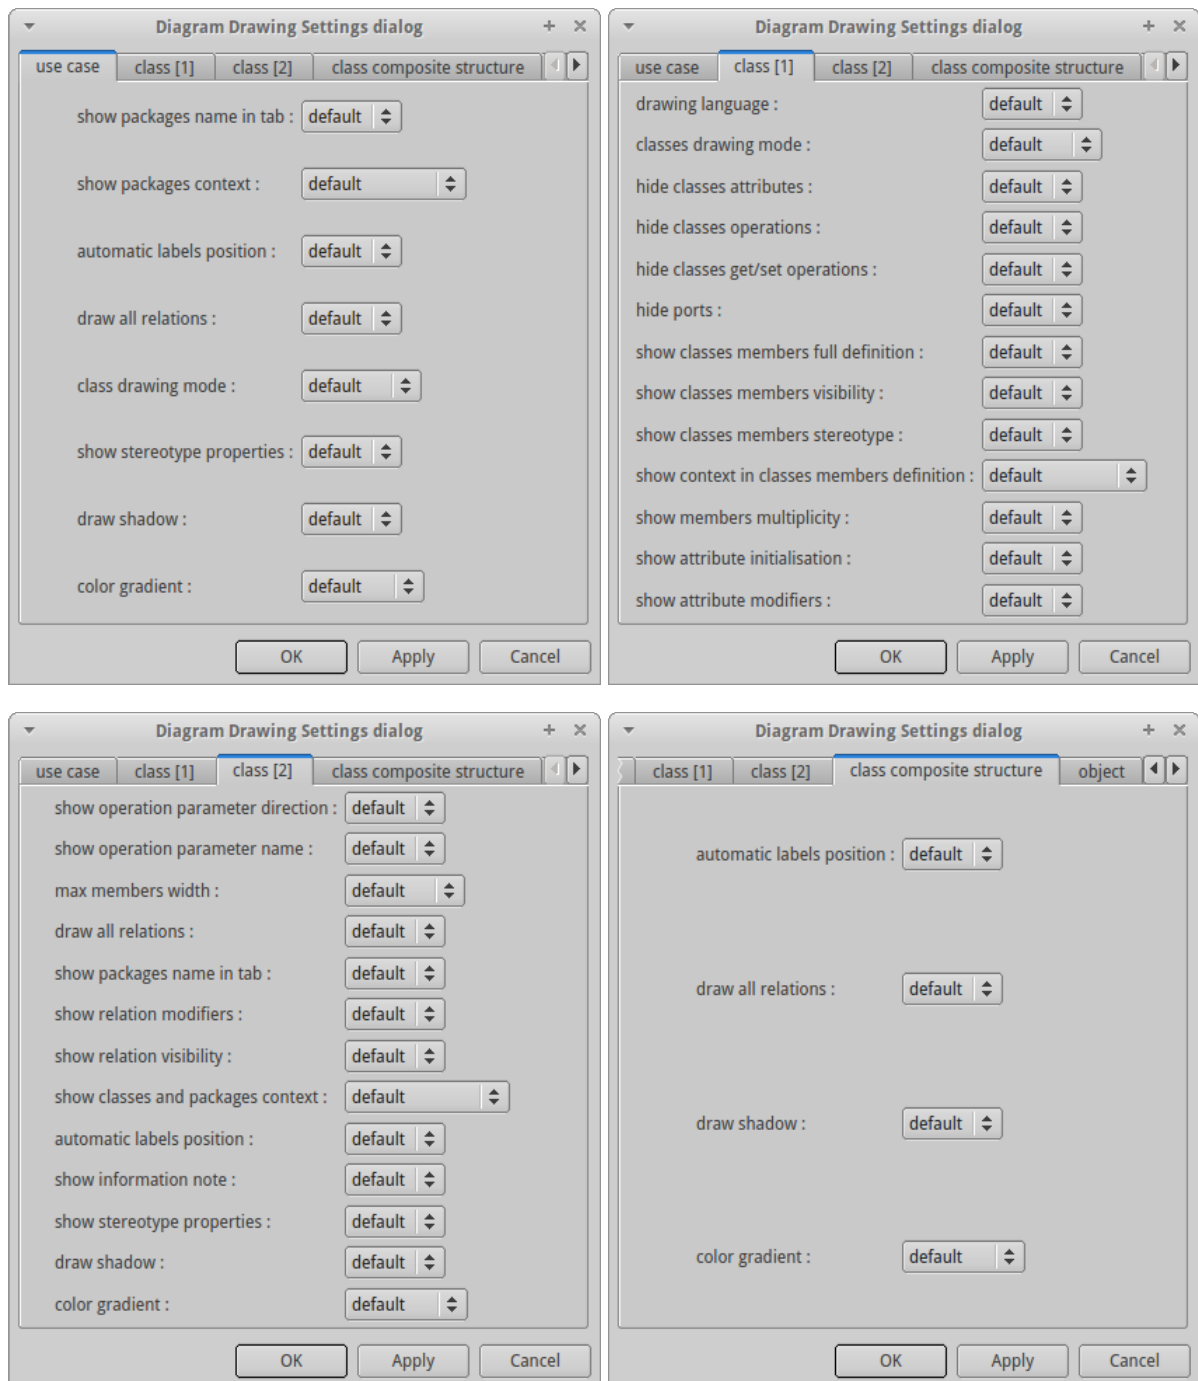 Diagram Drawing Settings dialog
use case class [1] class [2] class composite structure
show packages name in tab : default
show packages context : default
automatic labels position : default
draw all relations : default
class drawing mode : default
show stereotype properties : default
draw shadow : default
color gradient : default
OK Apply Cancel
Diagram Drawing Settings dialog
use case class [1] class [2] class composite structure
drawing language : default
classes drawing mode : default
hide classes attributes : default
hide classes operations : default
hide classes get/set operations : default
hide ports : default
show classes members full definition : default
show classes members visibility : default
show classes members stereotype : default
show context in classes members definition : default
show members multiplicity : default
show attribute initialisation : default
show attribute modifiers : default
OK Apply Cancel
Diagram Drawing Settings dialog
use case class [1] class [2] class composite structure
show operation parameter direction : default
show operation parameter name : default
max members width : default
draw all relations : default
show packages name in tab : default
show relation modifiers : default
show relation visibility : default
show classes and packages context : default
automatic labels position : default
show information note : default
show stereotype properties : default
draw shadow : default
color gradient : default
OK Apply Cancel
Diagram Drawing Settings dialog
class [1] class [2] class composite structure object
automatic labels position : default
draw all relations : default
draw shadow : default
color gradient : default
OK Apply Cancel